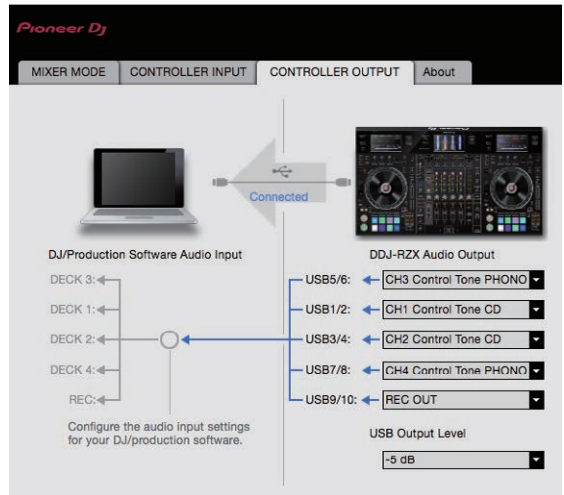 Pioneer Dj
MIXER MODE CONTROLLER INPUT CONTROLLER OUTPUT About
Connected
DJ/Production Software Audio Input
DDJ-RZX Audio Output
DECK 3:
DECK 1:
DECK 2:
DECK 4:
REC:
Configure the audio input settings
for your DJ/production software.
USB5/6: CH3 Control Tone PHONO
USB1/2: CH1 Control Tone CD
USB3/4: CH2 Control Tone CD
USB7/8: CH4 Control Tone PHONO
USB9/10: REC OUT
USB Output Level
-5 dB